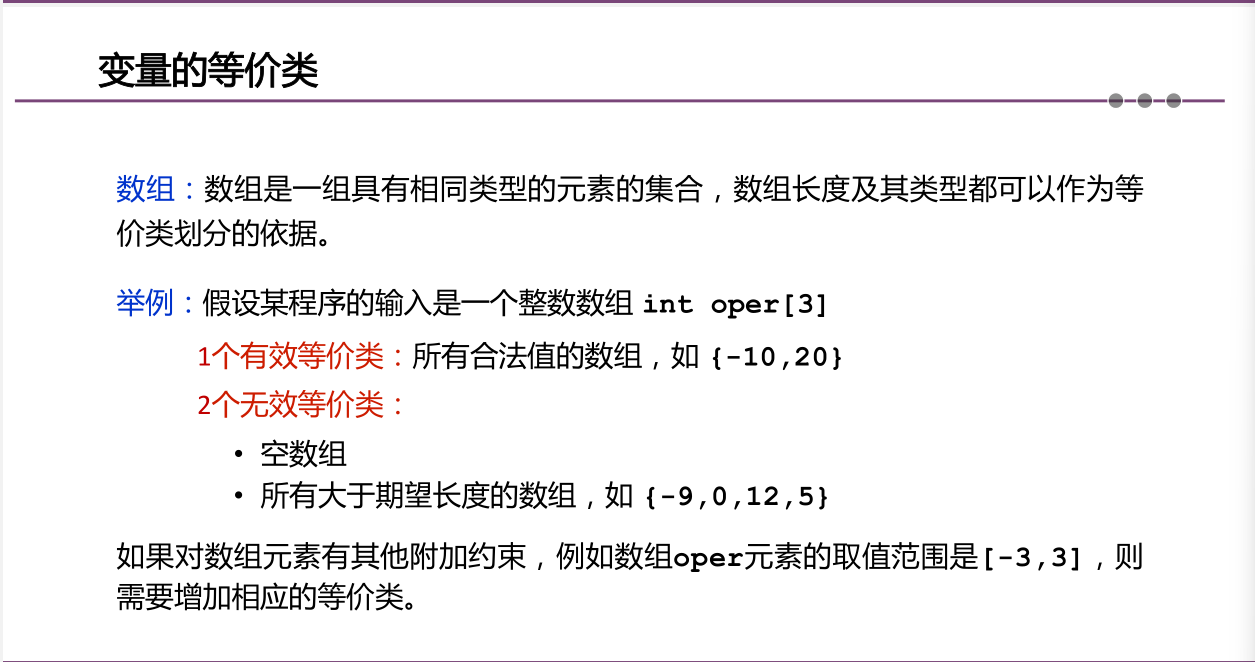 变量的等价类
数组：数组是一组具有相同类型的元素的集合，数组长度及其类型都可以作为等
价类划分的依据。
举例：假设某程序的输入是一个整数数组 int oper[3]
1个有效等价类：所有合法值的数组，如 {-10,20}
2个无效等价类：
• 空数组
• 所有大于期望长度的数组，如 {-9,0,12,5}
如果对数组元素有其他附加约束，例如数组oper元素的取值范围是[-3,3]，则
需要增加相应的等价类。